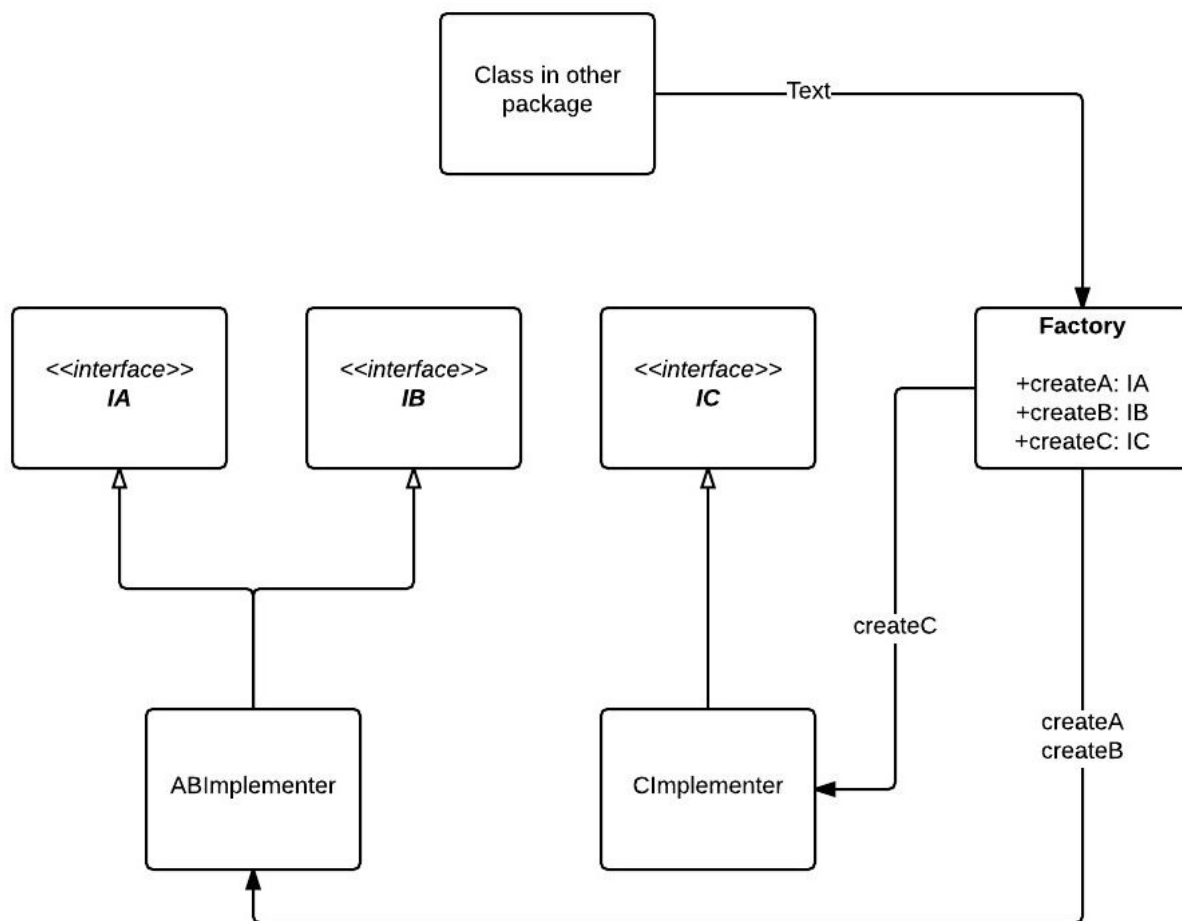 Class in other
package
Text
<<interface>>
IA
<<interface>>
IB
<<interface>>
IC
Factory
+createA: IA
+createB: IB
+createC: IC
createC
createA
createB
ABImplementer
CImplementer